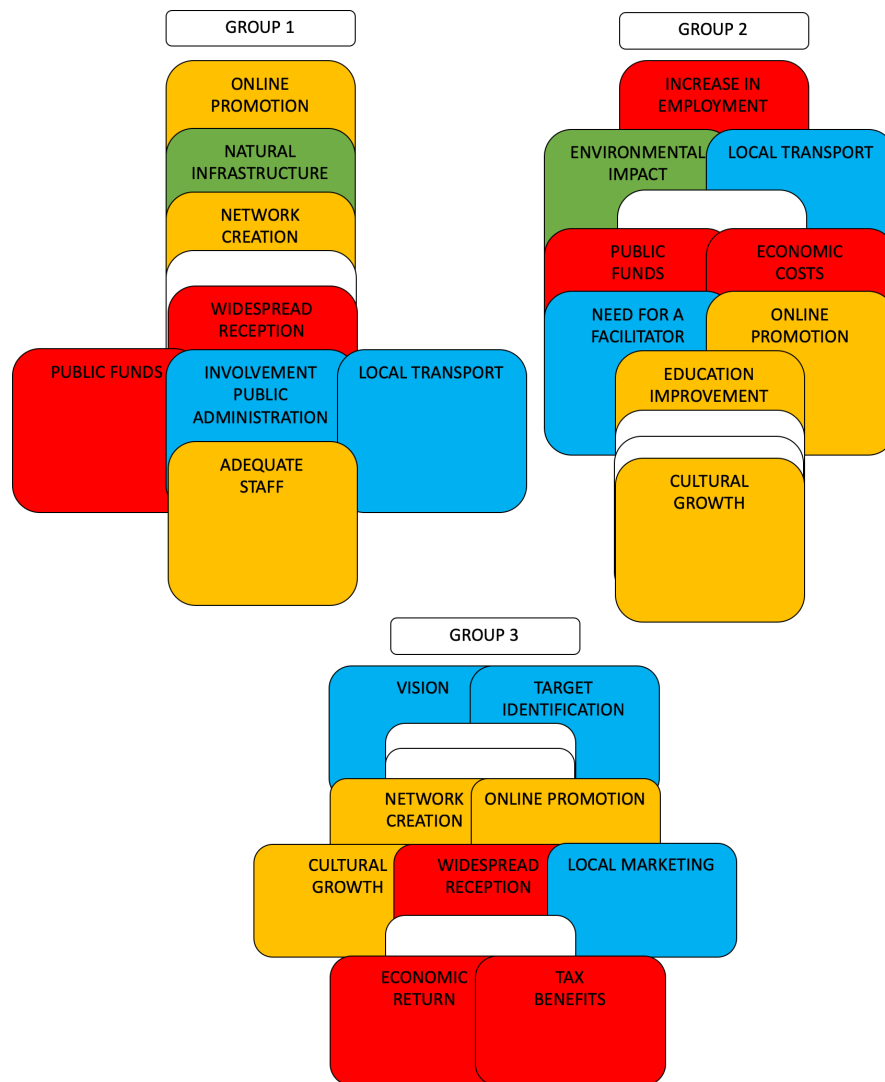 GROUP 1
ONLINE
PROMOTION
NATURAL
INFRASTRUCTURE
NETWORK
CREATION
WIDESPREAD
RECEPTION
PUBLIC FUNDS
INVOLVEMENT
PUBLIC
ADMINISTRATION
LOCAL TRANSPORT
ADEQUATE
STAFF
GROUP 2
INCREASE IN
EMPLOYMENT
ENVIRONMENTAL
IMPACT
LOCAL TRANSPORT
PUBLIC
FUNDS
ECONOMIC
COSTS
NEED FOR A
FACILITATOR
ONLINE
PROMOTION
EDUCATION
IMPROVEMENT
CULTURAL
GROWTH
GROUP 3
VISION
TARGET
IDENTIFICATION
NETWORK
CREATION
ONLINE PROMOTION
CULTURAL
GROWTH
WIDESPREAD
RECEPTION
LOCAL MARKETING
ECONOMIC
RETURN
TAX
BENEFITS